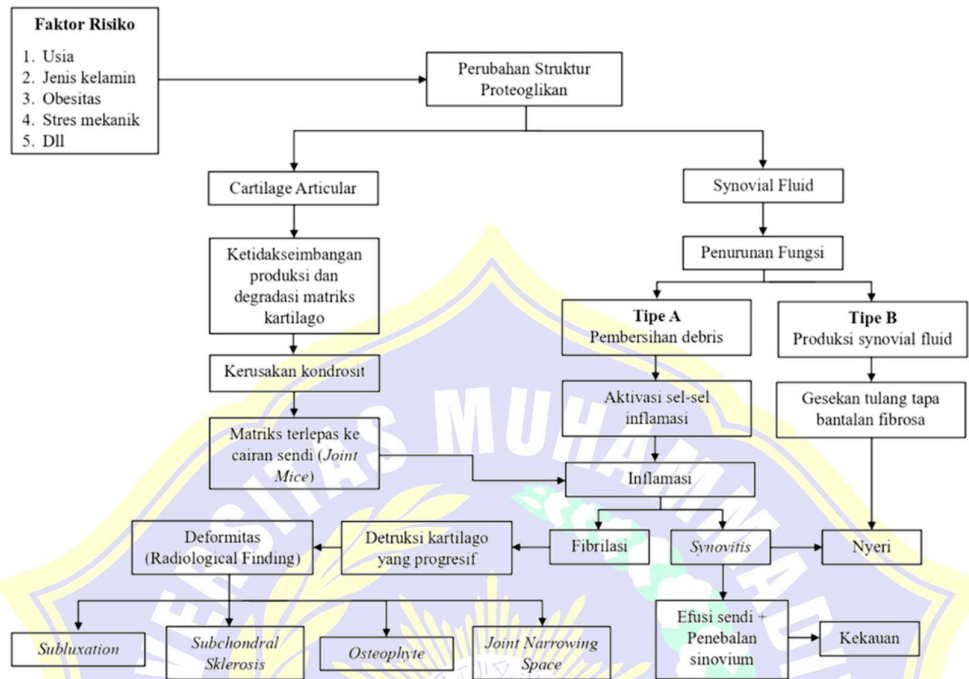 Faktor Risiko
1. Usia
2. Jenis kelamin
3. Obesitas
4. Stres mekanik
5. Dll
Perubahan Struktur
Proteoglikan
Cartilage Articular
Synovial Fluid
Ketidakseimbangan
produksi dan
degradasi matriks
kartilago
Penurunan Fungsi
Tipe A
Pembersihan debris
Tipe B
Produksi synovial fluid
Kerusakan kondrosit
Aktivasi sel-sel
inflamasi
Gesekan tulang tapa
bantalan fibrosa
Matriks terlepas ke
cairan sendi (Joint
Mice)
Inflamasi
Deformitas
(Radiological Finding)
Detruksi kartilago
yang progresif
Fibrilasi
Synovitis
Nyeri
Subluxation
Subchondral
Sklerosis
Osteophyte
Joint Narrowing
Space
Efusi sendi +
Penebalan
sinovium
Kekauan
MUHAMMADI